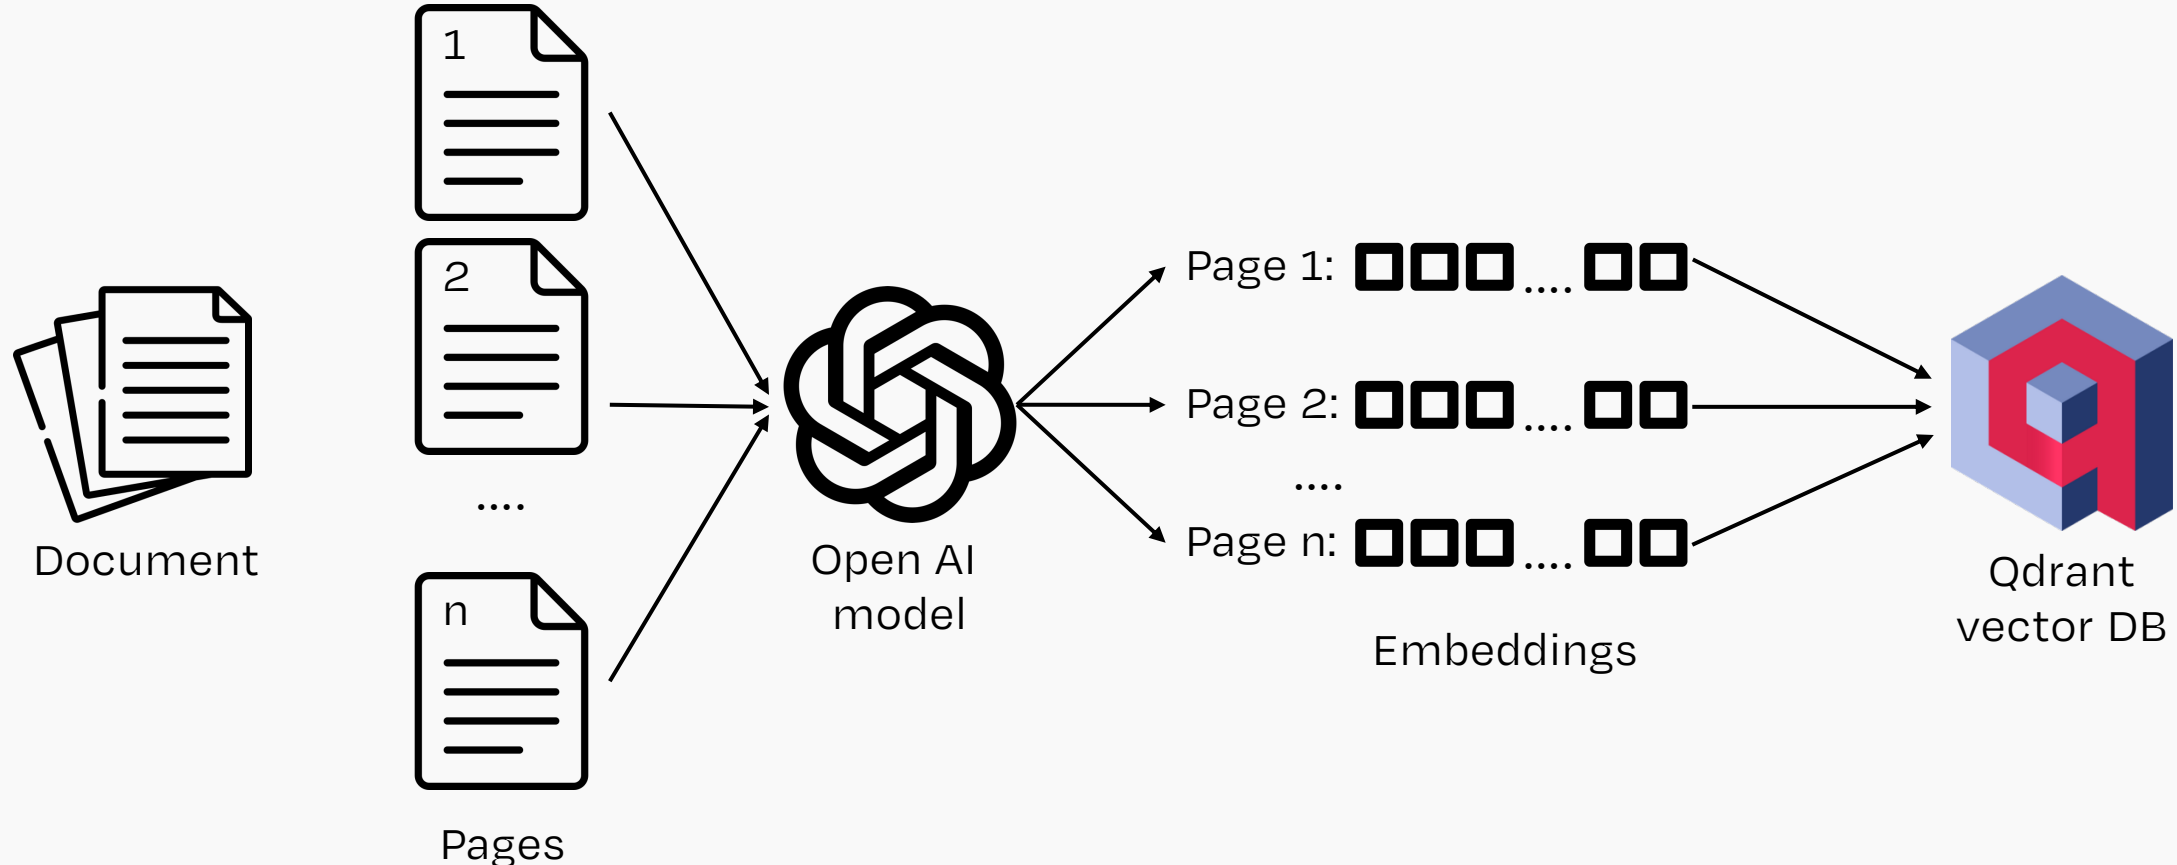 Document
1
2
....
n
Pages
Open AI
model
Page 1:
....
Page 2:
....
....
Page n:
....
Embeddings
Qdrant
vector DB